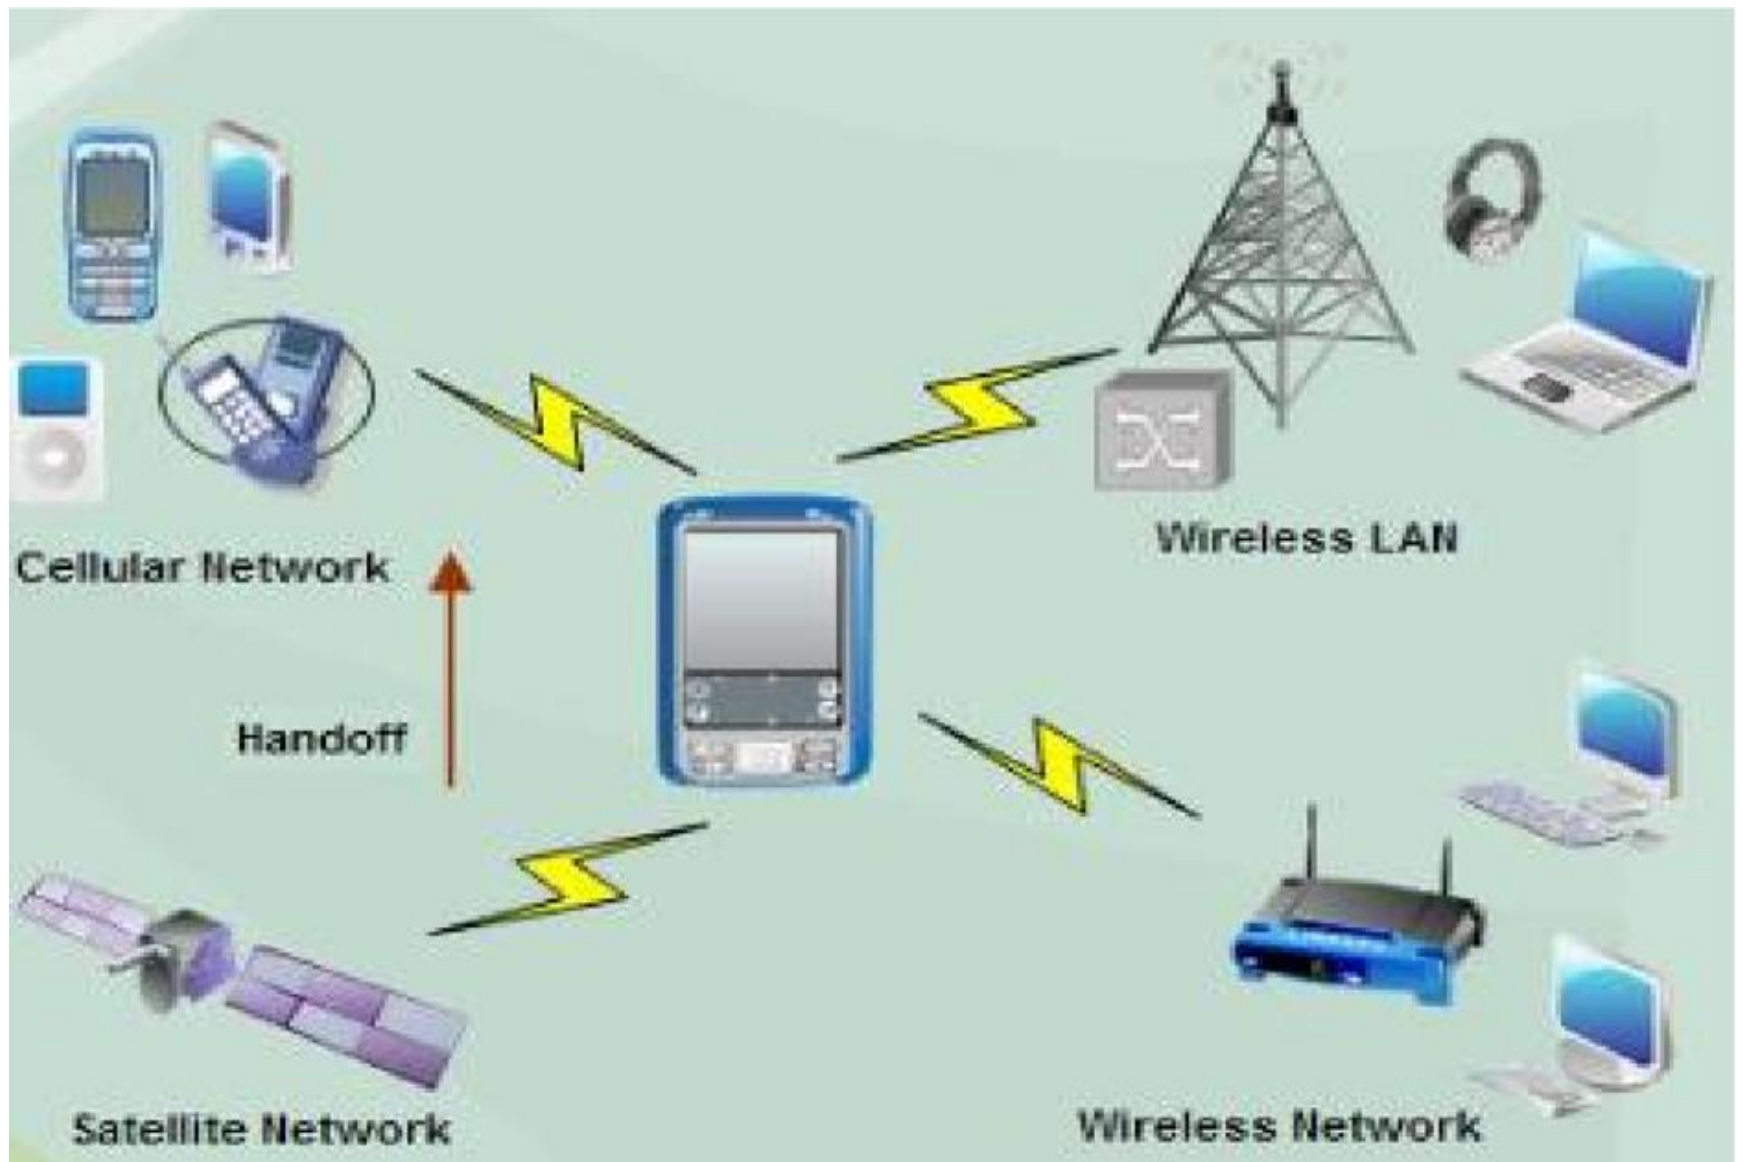 Cellular Network
Wireless LAN
Handoff
Satellite Network
Wireless Network